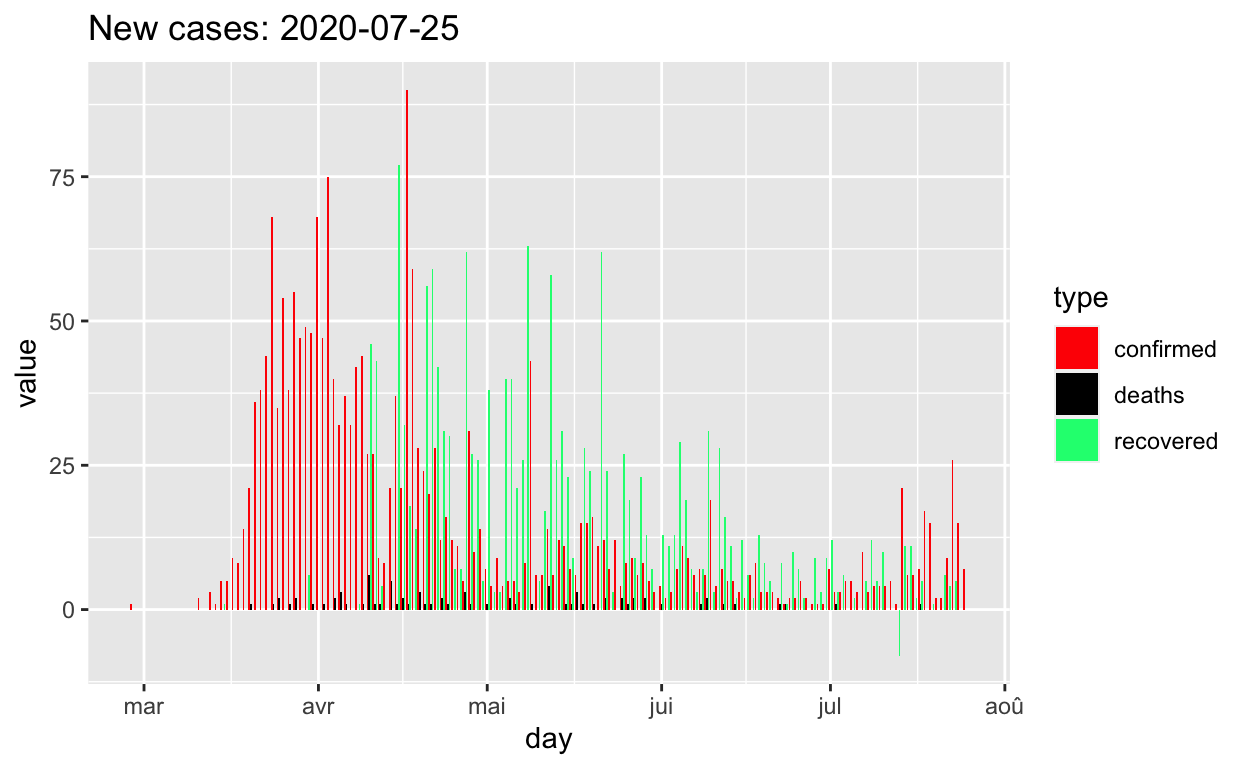 New cases: 2020-07-25
value
75
50
25
0
mar avr mai jui jul aoû
day
type
confirmed
deaths
recovered